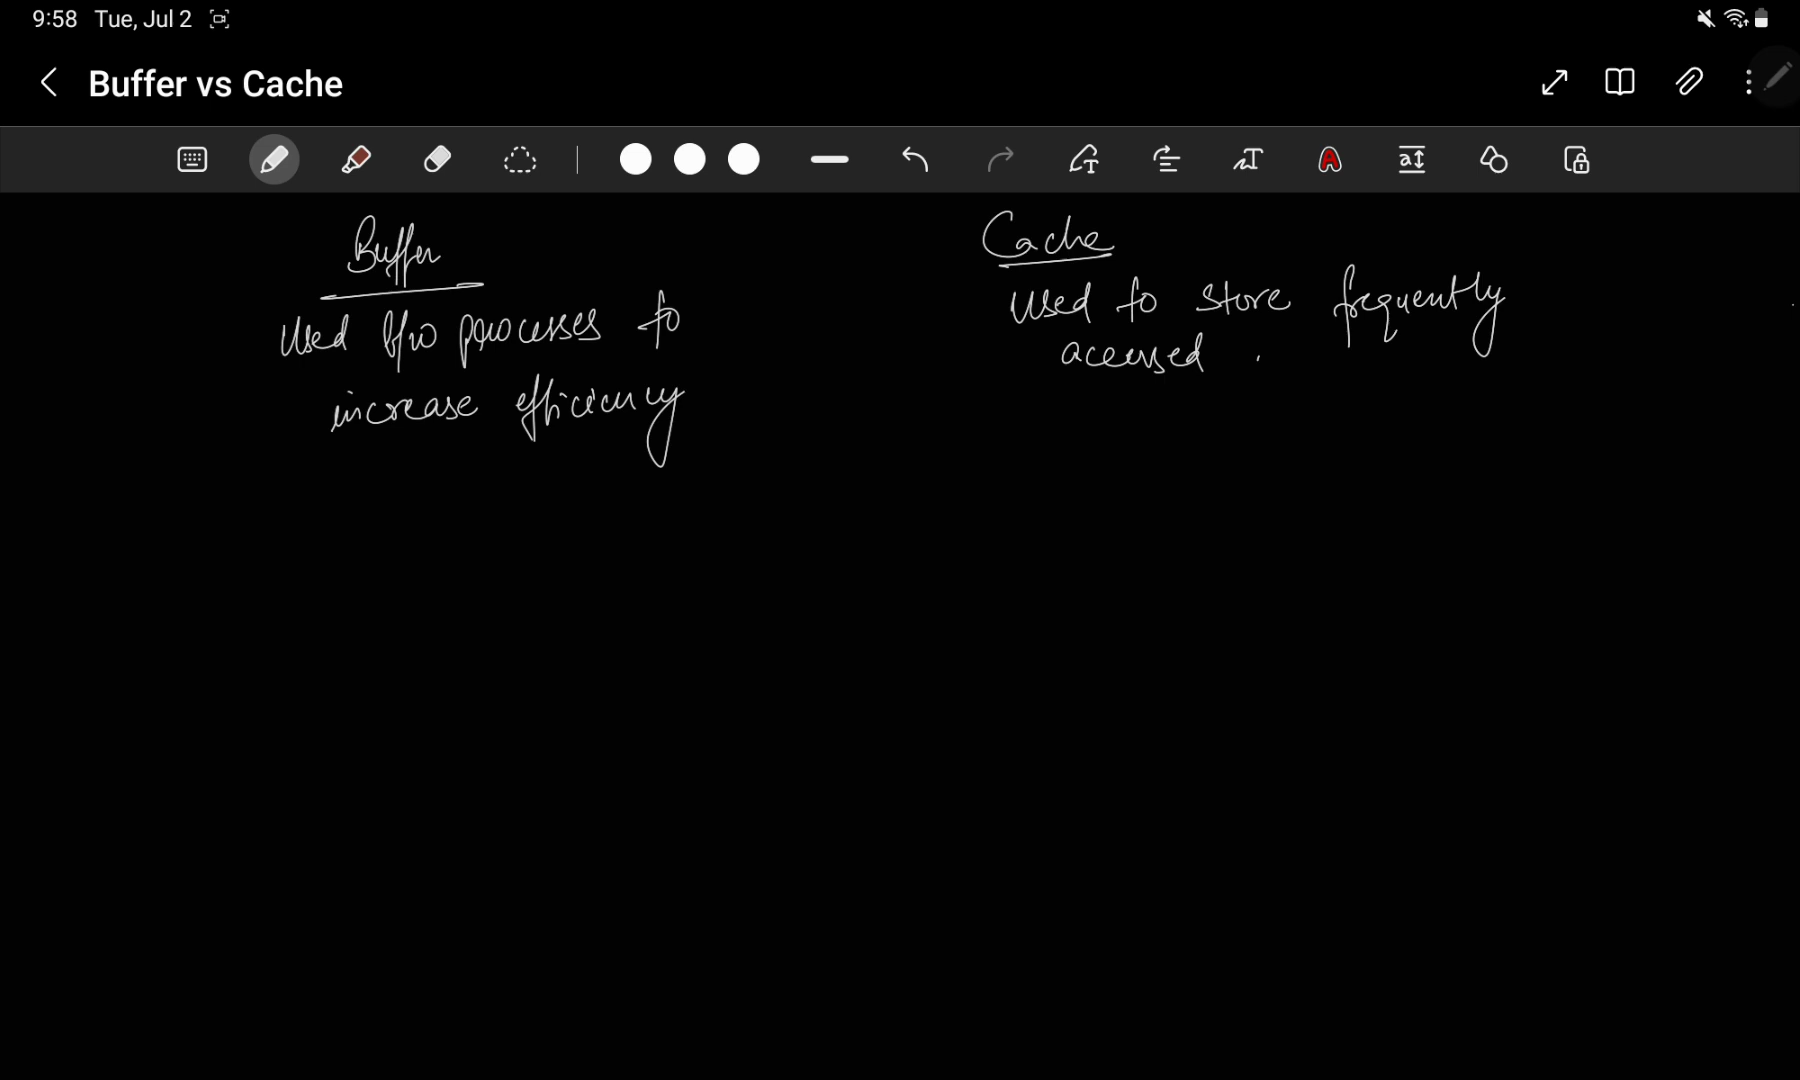 9:58 Tue, Jul 2
Buffer vs Cache
Buffer
Used b/w processes to
increase efficiency
Cache
Used to store frequently
accessed .